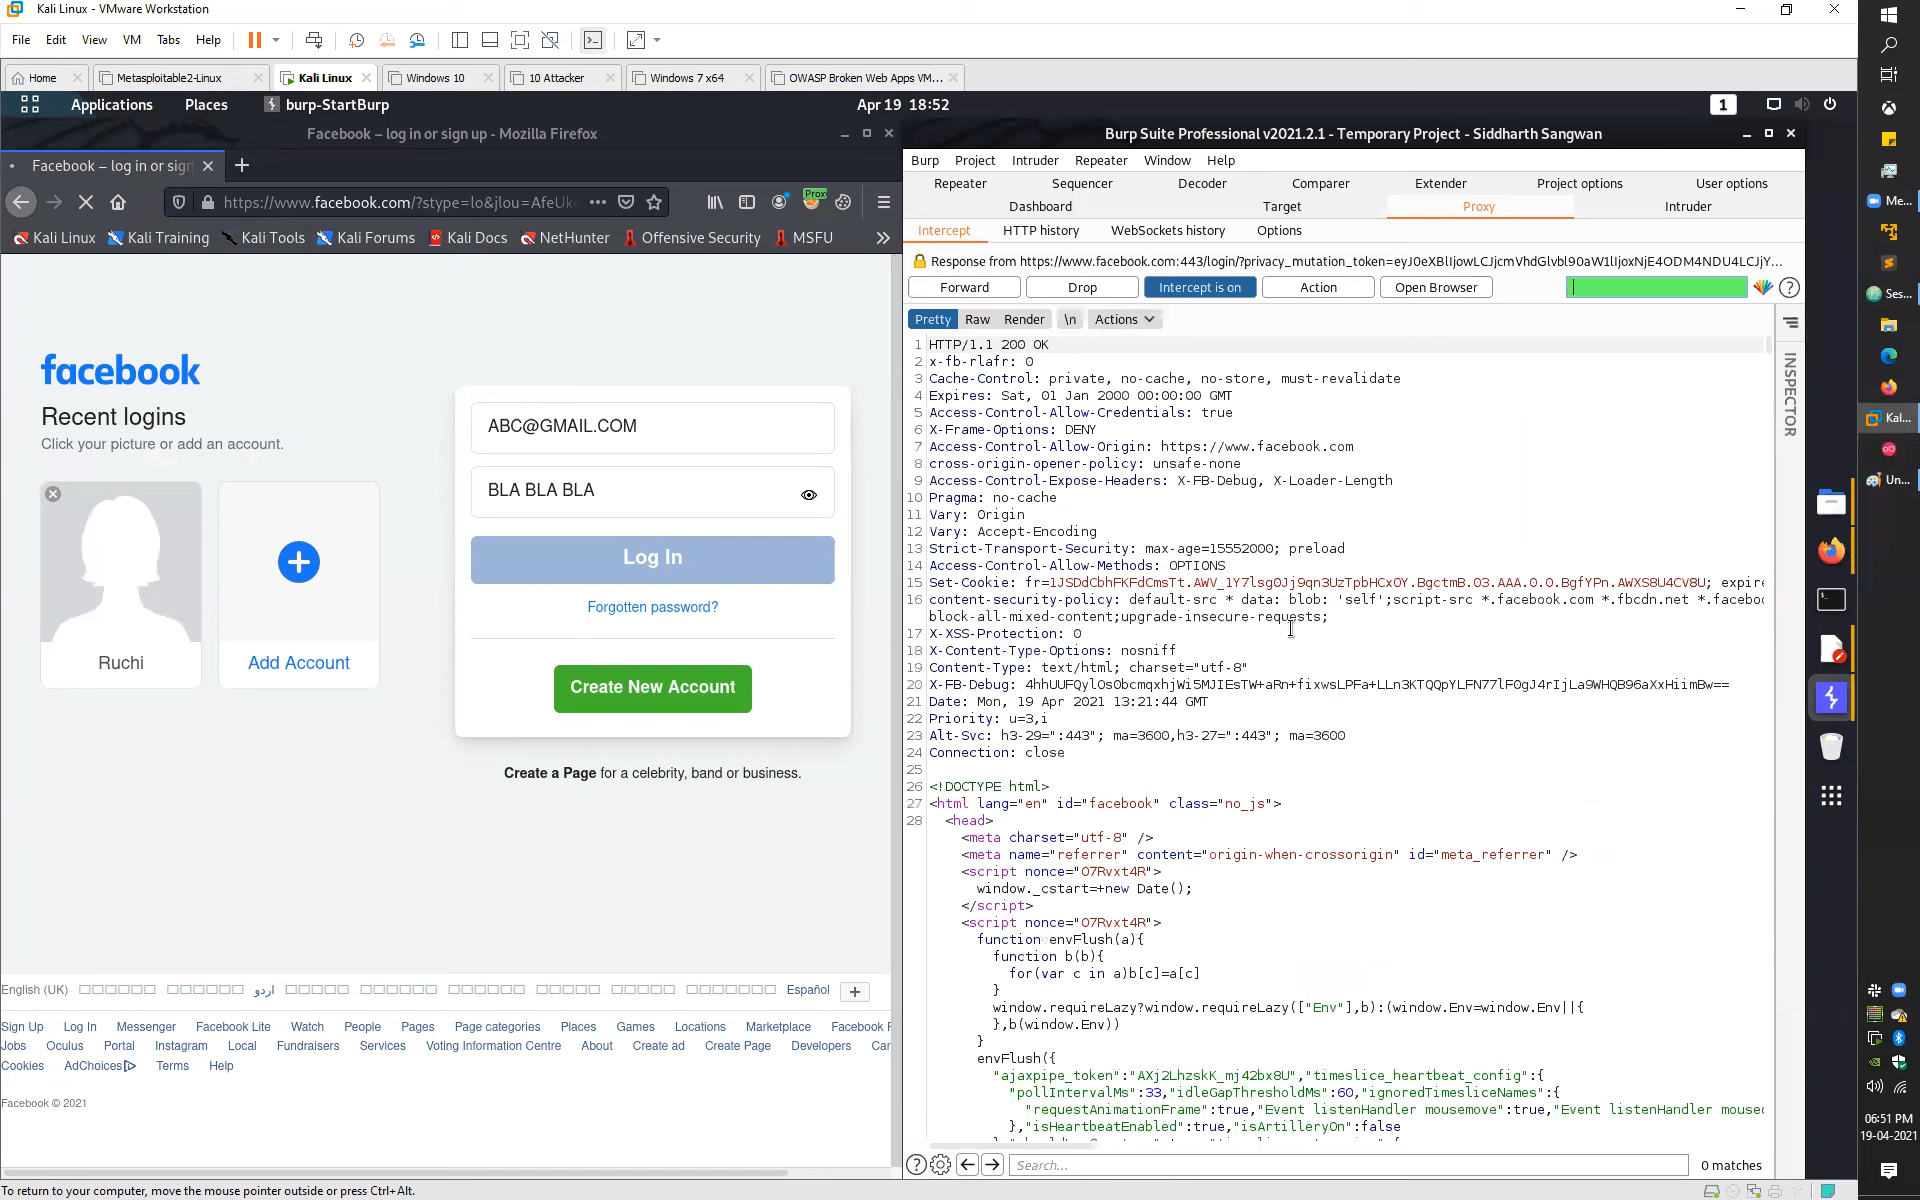 Kali Linux - VMware Workstation
File Edit View VM Tabs Help
Home Metasploitable2-Linux Kali Linux Windows 10 10 Attacker Windows 7 x64 OWASP Broken Web Apps VM...
Applications Places burp-StartBurp Apr 19 18:52 1
Facebook – log in or sign up - Mozilla Firefox
Facebook – log in or sign
https://www.facebook.com/?stype=lo&jlou=AfeUk
Proxy
Kali Linux Kali Training Kali Tools Kali Forums Kali Docs NetHunter Offensive Security MSFU
facebook
Recent logins
Click your picture or add an account.
Ruchi
Add Account
ABC@GMAIL.COM
BLA BLA BLA
Log In
Forgotten password?
Create New Account
Create a Page for a celebrity, band or business.
English (UK) اردو Español
Sign Up Log In Messenger Facebook Lite Watch People Pages Page categories Places Games Locations Marketplace Facebook P
Jobs Oculus Portal Instagram Local Fundraisers Services Voting Information Centre About Create ad Create Page Developers Car
Cookies AdChoices Terms Help
Facebook © 2021
Burp Suite Professional v2021.2.1 - Temporary Project - Siddharth Sangwan
Burp Project Intruder Repeater Window Help
Repeater Sequencer Decoder Comparer Extender Project options User options
Dashboard Target Proxy Intruder
Intercept HTTP history WebSockets history Options
Response from https://www.facebook.com:443/login/?privacy_mutation_token=
Forward Drop Intercept is on Action Open Browser
Pretty Raw Render \n Actions
INSPECTOR
1 HTTP/1.1 200 OK
2 x-fb-rlafr: 0
3 Cache-Control: private, no-cache, no-store, must-revalidate
4 Expires: Sat, 01 Jan 2000 00:00:00 GMT
5 Access-Control-Allow-Credentials: true
6 X-Frame-Options: DENY
7 Access-Control-Allow-Origin: https://www.facebook.com
8 cross-origin-opener-policy: unsafe-none
9 Access-Control-Expose-Headers: X-FB-Debug, X-Loader-Length
10 Pragma: no-cache
11 Vary: Origin
12 Vary: Accept-Encoding
13 Strict-Transport-Security: max-age=15552000; preload
14 Access-Control-Allow-Methods: OPTIONS
15 Set-Cookie: expire
16 content-security-policy: default-src * data: blob: 'self';script-src *.facebook.com *.fbcdn.net *.faceboo
block-all-mixed-content;upgrade-insecure-requests;
17 X-XSS-Protection: 0
18 X-Content-Type-Options: nosniff
19 Content-Type: text/html; charset="utf-8"
20 X-FB-Debug:
21 Date: Mon, 19 Apr 2021 13:21:44 GMT
22 Priority: u=3,i
23 Alt-Svc: h3-29=":443"; ma=3600,h3-27=":443"; ma=3600
24 Connection: close
25
26 <!DOCTYPE html>
27 <html lang="en" id="facebook" class="no_js">
28 <head>
<meta charset="utf-8" />
<meta name="referrer" content="origin-when-crossorigin" id="meta_referrer" />
<script nonce="O7Rvxt4R">
window._cstart=+new Date();
</script>
<script nonce="O7Rvxt4R">
function envFlush(a){
function b(b){
for(var c in a)b[c]=a[c]
}
window.requireLazy?window.requireLazy(["Env"],b):(window.Env=window.Env||{
},b(window.Env))
}
envFlush({
"ajaxpipe_token":"AXj2LhzskK_mj42bx8U","timeslice_heartbeat_config":{
"pollIntervalMs":33,"idleGapThresholdMs":60,"ignoredTimesliceNames":{
"requestAnimationFrame":true,"Event listenHandler mousemove":true,"Event listenHandler mouse
},"isHeartbeatEnabled":true,"isArtilleryOn":false
Search...
0 matches
Me...
Ses...
Kal...
Un...
06:51 PM
19-04-2021
To return to your computer, move the mouse pointer outside or press Ctrl+Alt.